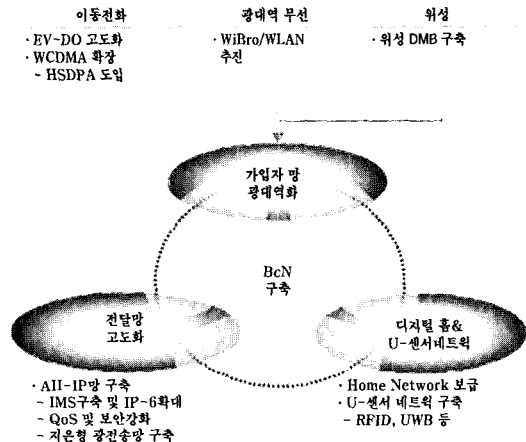 이동전화
· EV-DO 고도화
· WCDMA 확장
- HSDPA 도입
광대역 무선
· WiBro/WLAN
추진
위성
· 위성 DMB 구축
가입자 망
광대역화
BcN
구축
전달망
고도화
· All-IP망 구축
- IMS구축 및 IP-6확대
- QoS 및 보안강화
- 지은형 광전송망 구축
디지털 홈&
U-센서네트웍
· Home Network 보급
· U-센서 네트웍 구축
- RFID, UWB 등